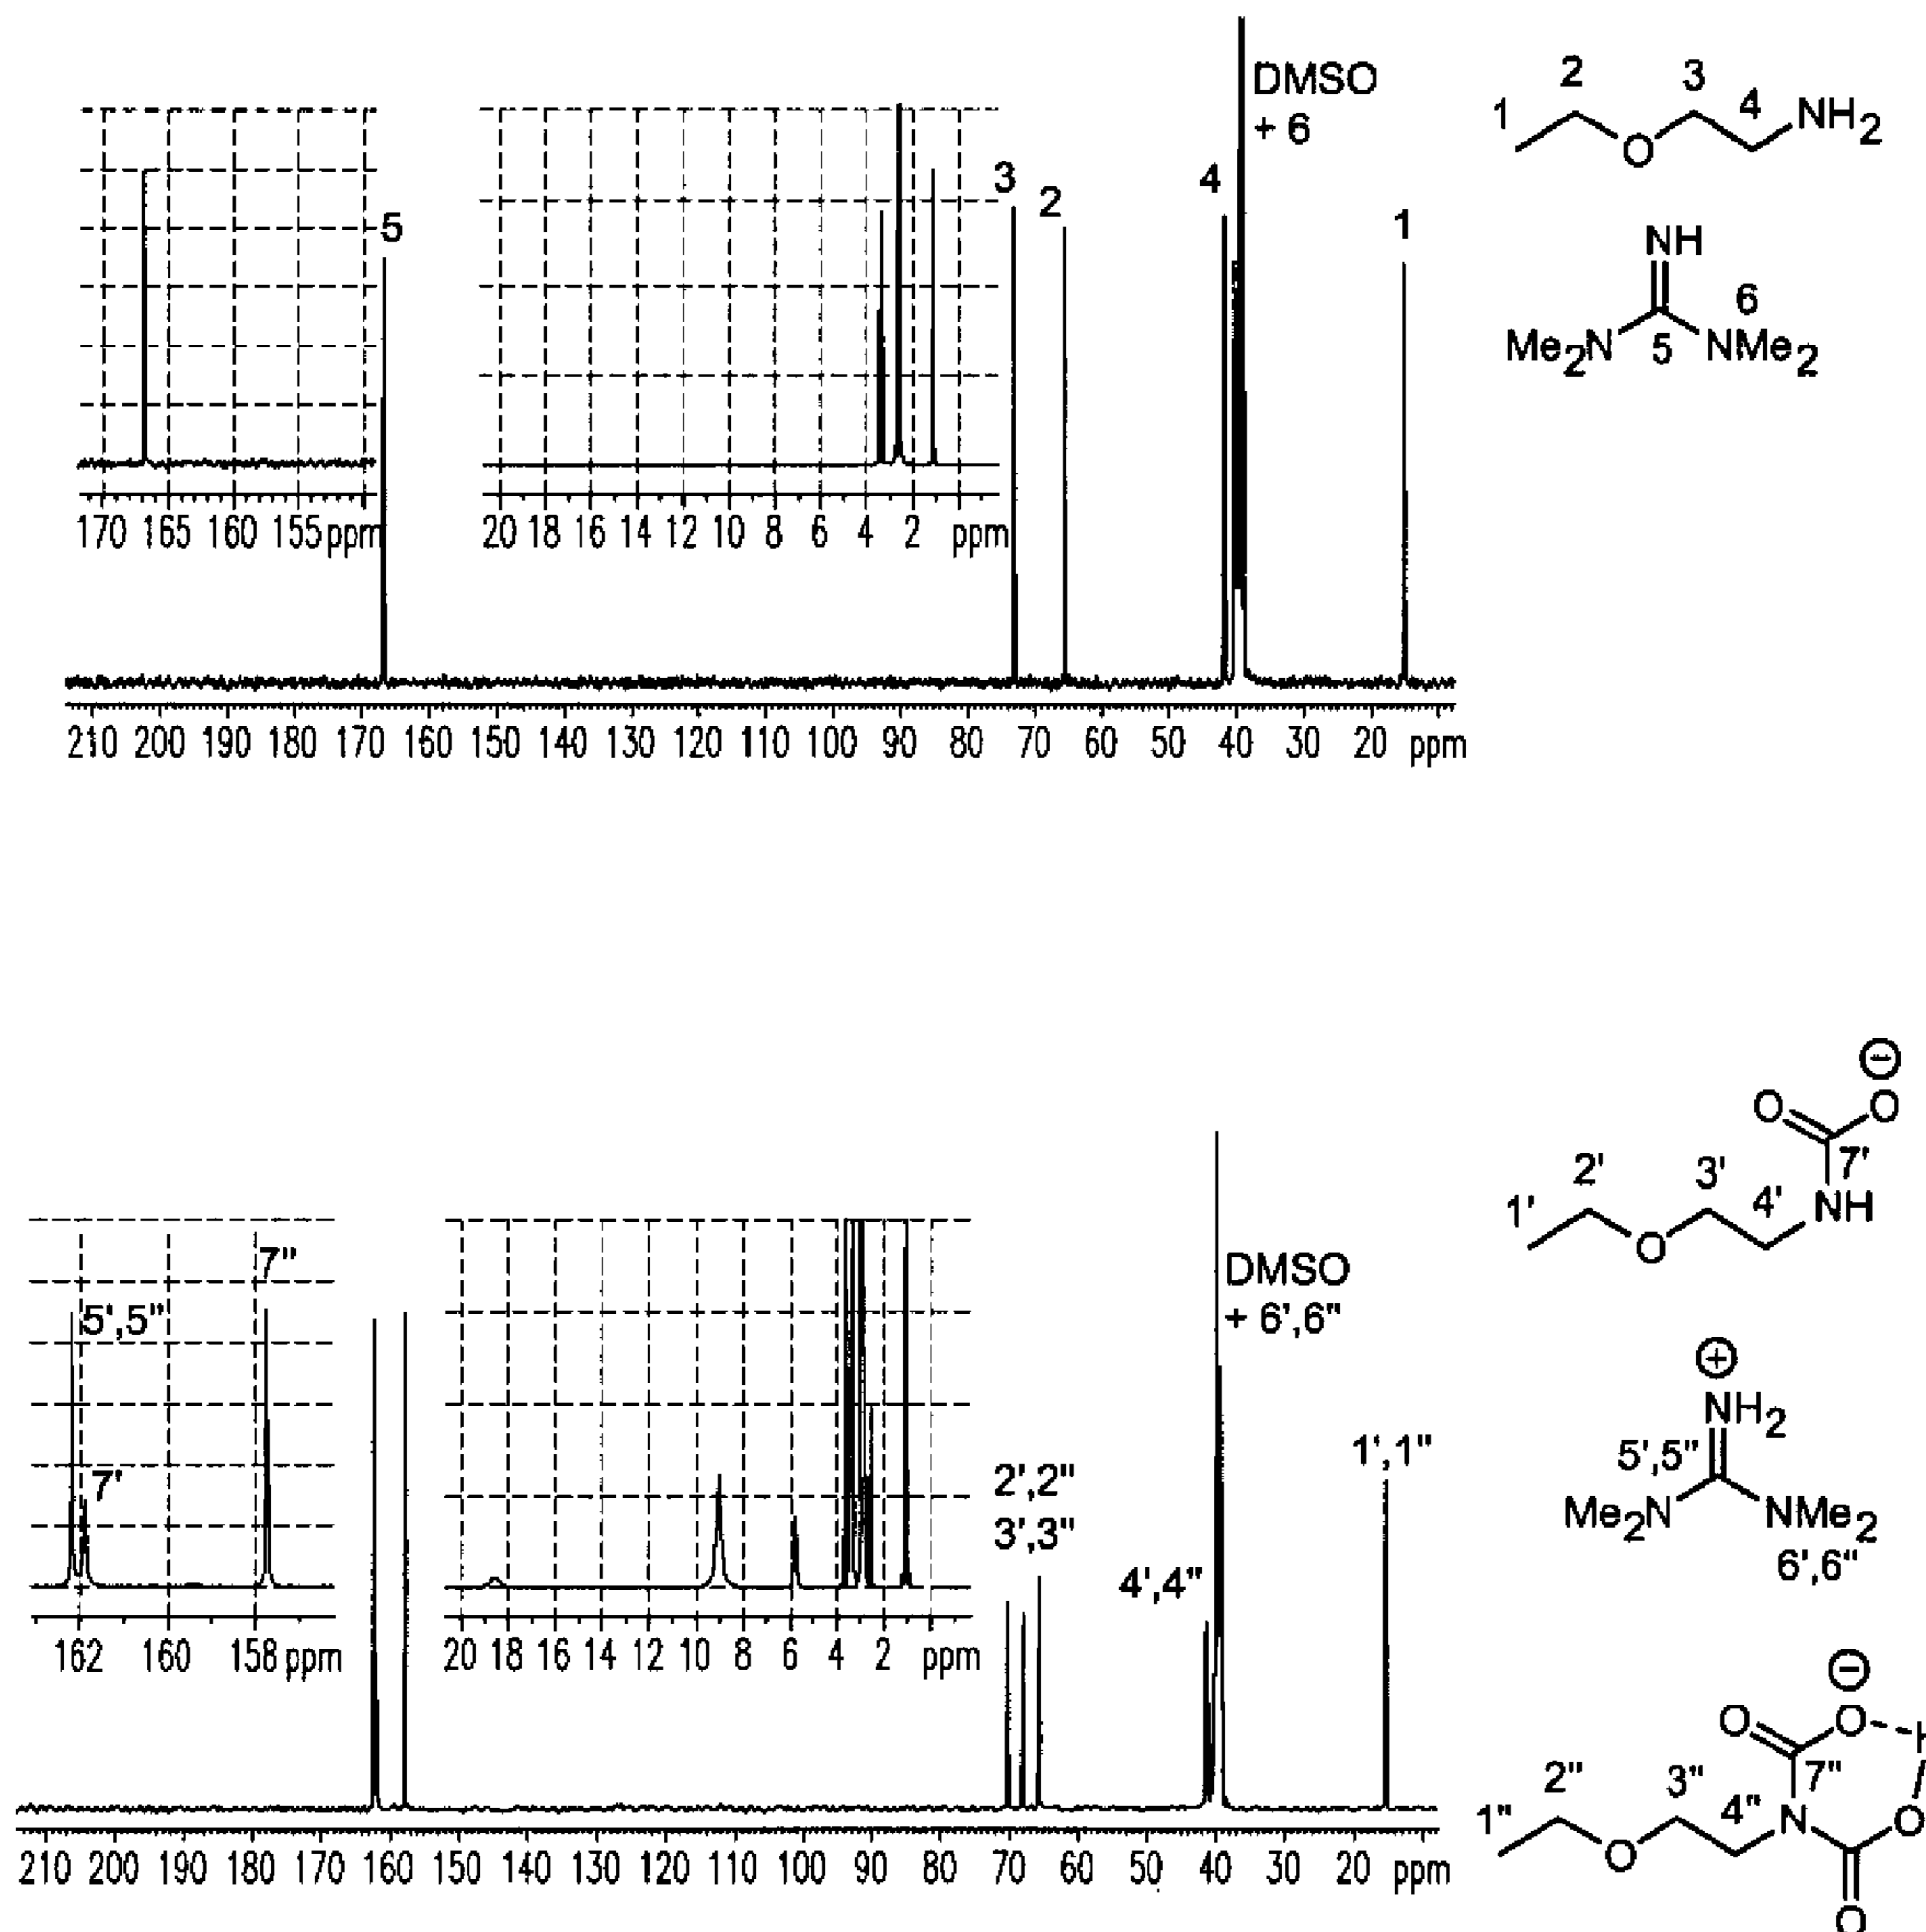 DMSO
+ 6
3
2
4
1
5
170 165 160 155 ppm
20 18 16 14 12 10 8 6 4 2 ppm
210 200 190 180 170 160 150 140 130 120 110 100 90 80 70 60 50 40 30 20 ppm
1 2 O 3 4 NH2
NH
Me2N 5 NMe2
6
7''
5',5''
7'
162 160 158 ppm
20 18 16 14 12 10 8 6 4 2 ppm
2',2''
3',3''
4',4''
DMSO
+ 6',6''
1',1''
210 200 190 180 170 160 150 140 130 120 110 100 90 80 70 60 50 40 30 20 ppm
−
O O
7'
1' 2' O 3' 4' NH
+
NH2
5',5''
Me2N NMe2
6',6''
−
O O H
7''
1'' 2'' O 3'' 4'' N O
O